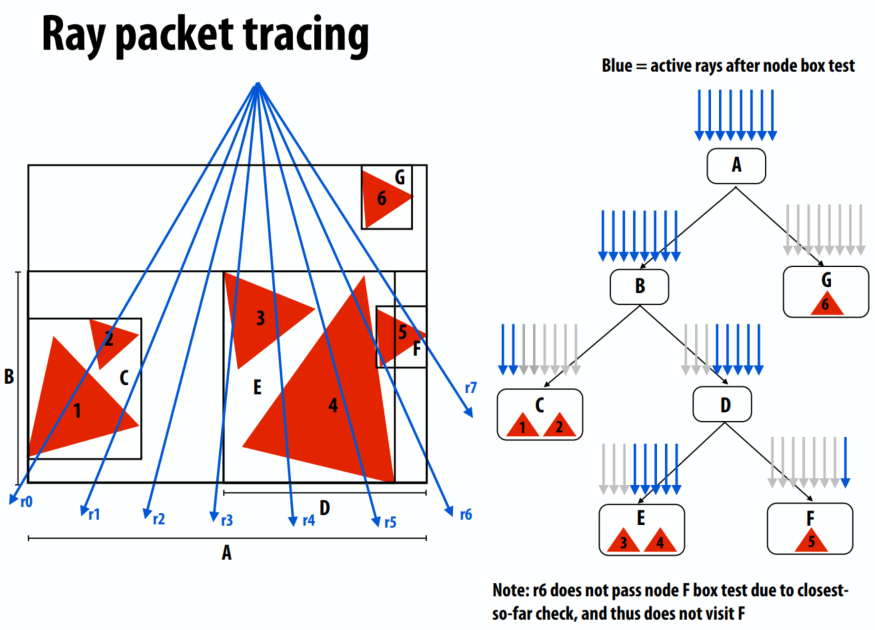 Ray packet tracing
Blue = active rays after node box test
A
B
G
6
C
1 2
D
E
3 4
F
5
G
6
B
2
C
1
3
E
4
5
F
D
A
r0
r1
r2
r3
r4
r5
r6
r7
Note: r6 does not pass node F box test due to closest-
so-far check, and thus does not visit F